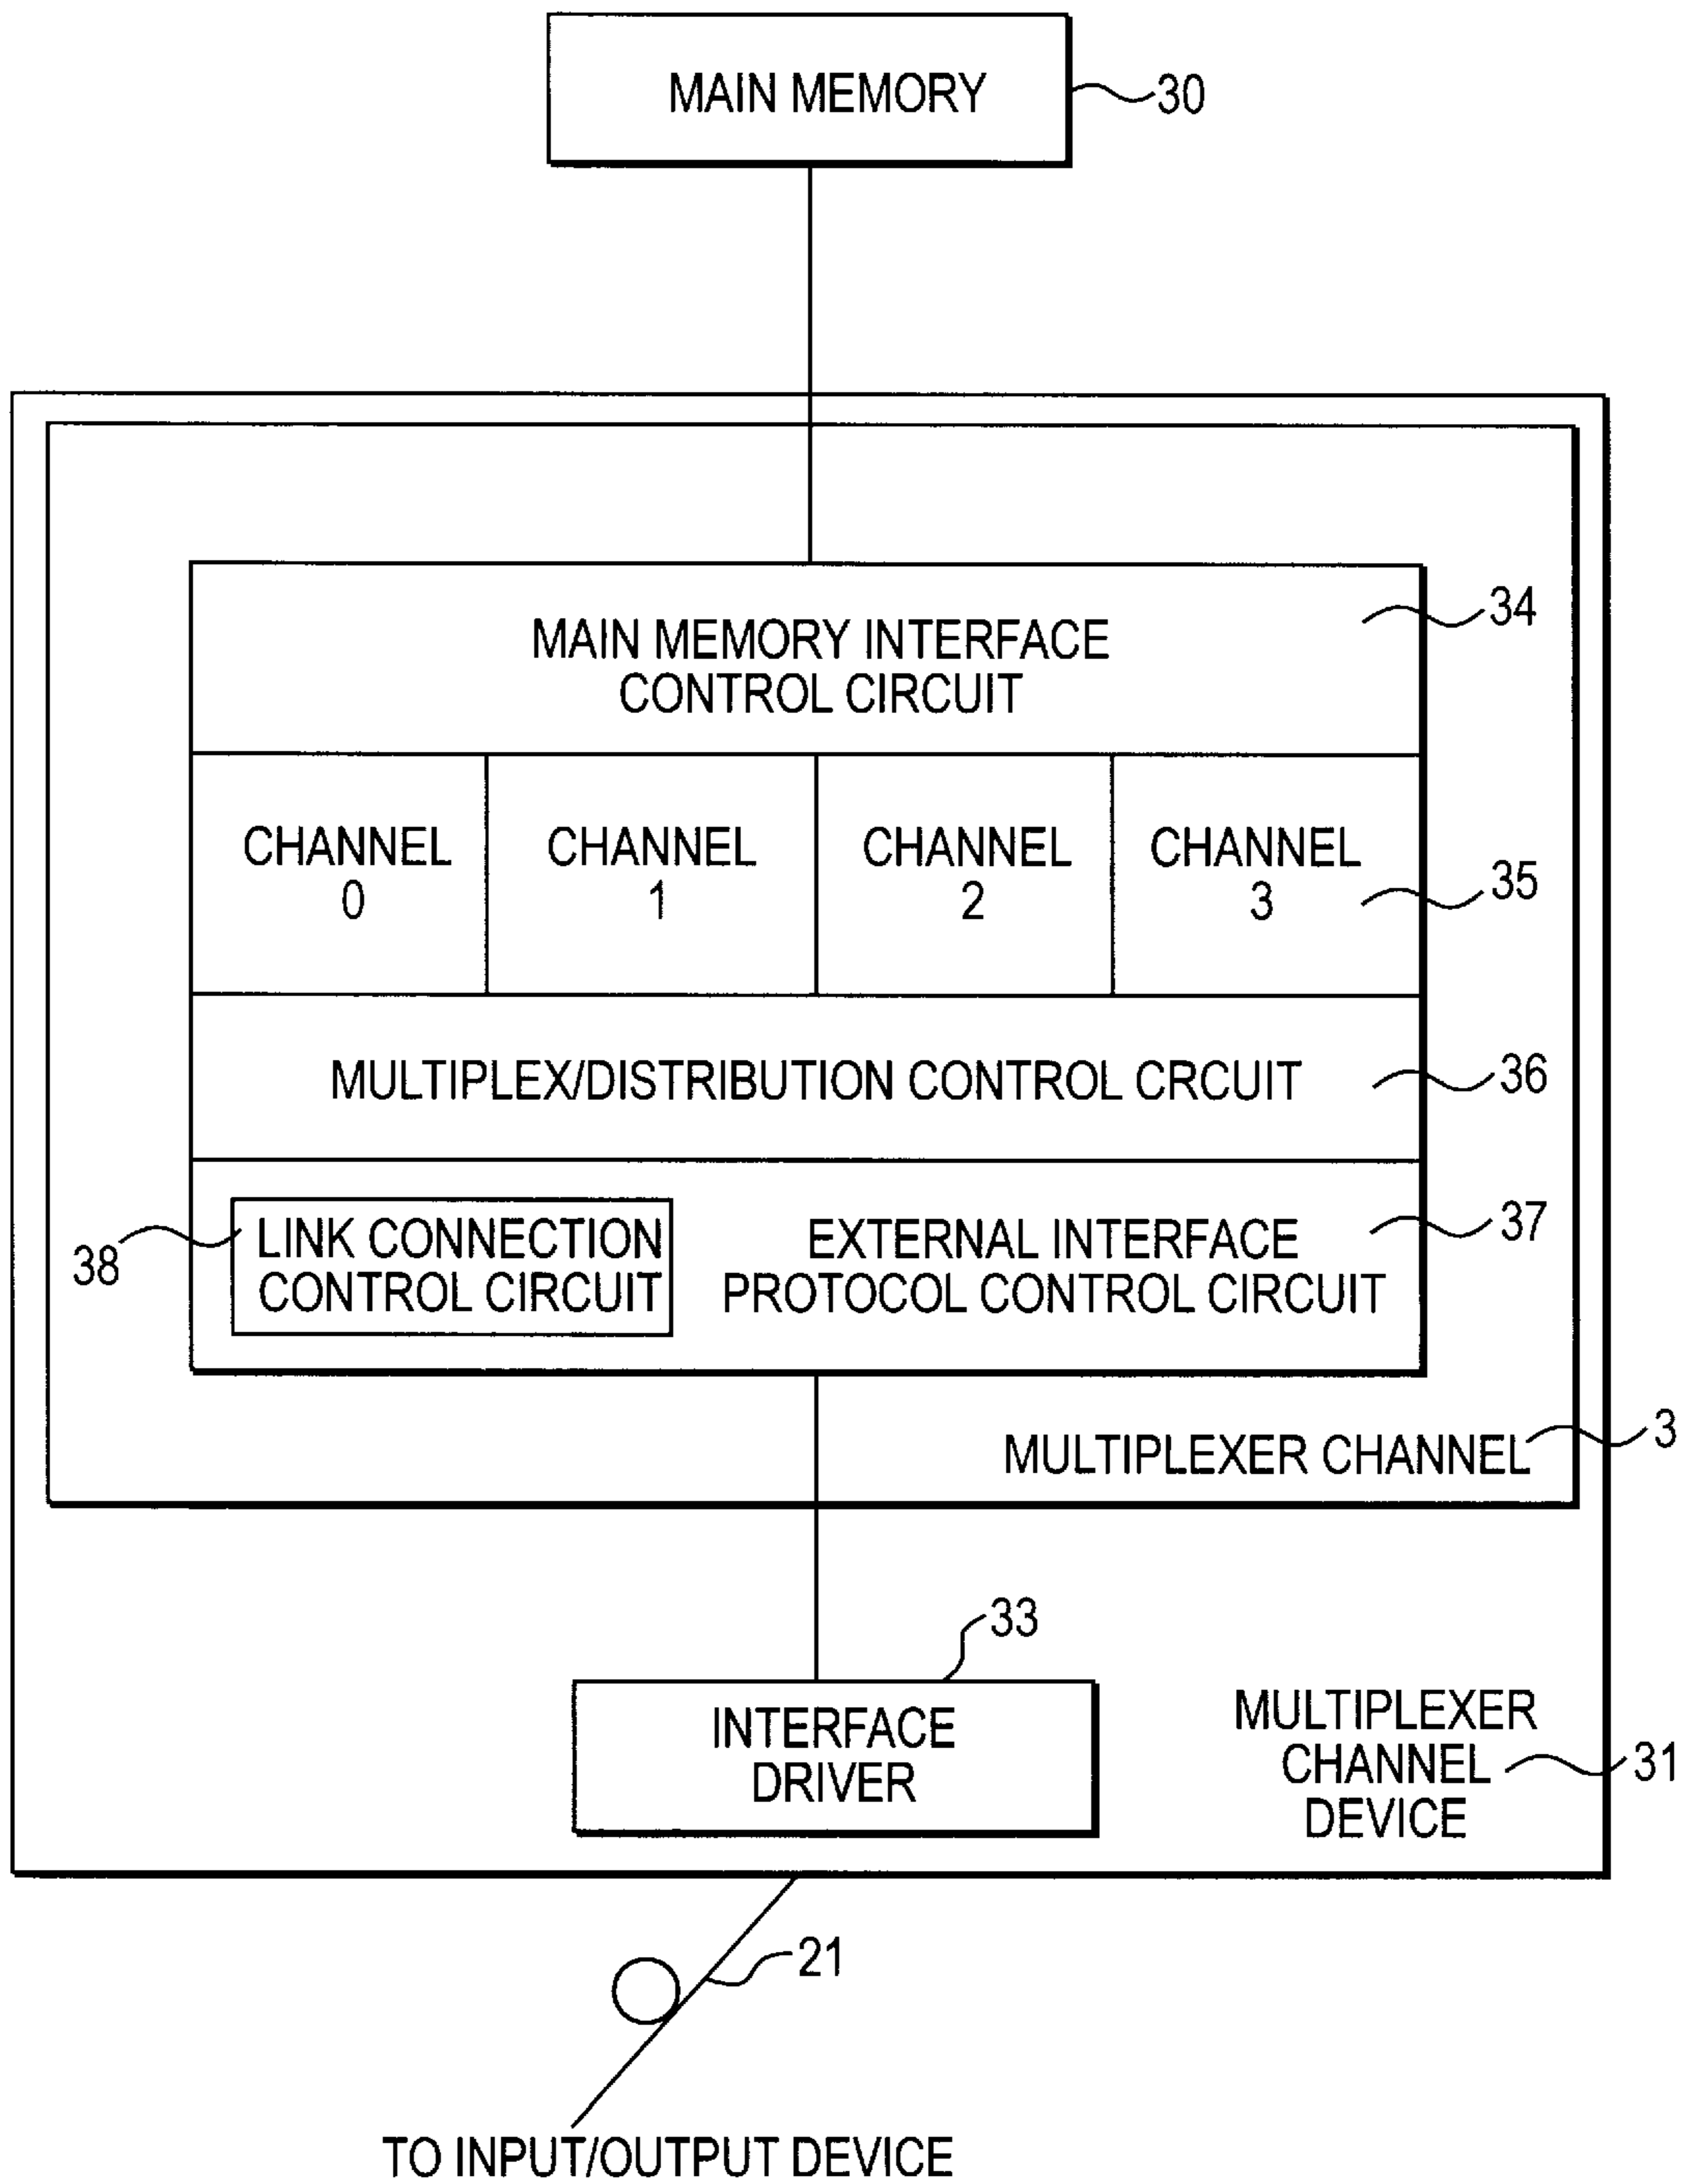 MAIN MEMORY
30
MAIN MEMORY INTERFACE
CONTROL CIRCUIT
34
CHANNEL
0
CHANNEL
1
CHANNEL
2
CHANNEL
3
35
MULTIPLEX/DISTRIBUTION CONTROL CRCUIT
36
38
LINK CONNECTION
CONTROL CIRCUIT
EXTERNAL INTERFACE
PROTOCOL CONTROL CIRCUIT
37
MULTIPLEXER CHANNEL
3
33
INTERFACE
DRIVER
MULTIPLEXER
CHANNEL
DEVICE
31
21
TO INPUT/OUTPUT DEVICE